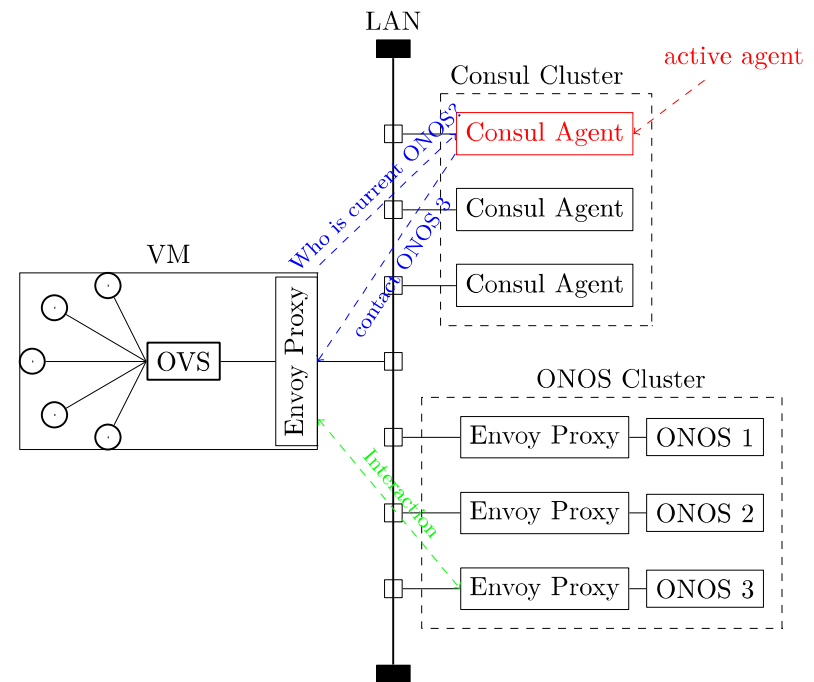 LAN
active agent
Consul Cluster
Consul Agent
Who is current ONOS?
Consul Agent
contact ONOS 3
Consul Agent
VM
OVS
Envoy Proxy
ONOS Cluster
Envoy Proxy
ONOS 1
Interaction
Envoy Proxy
ONOS 2
Envoy Proxy
ONOS 3